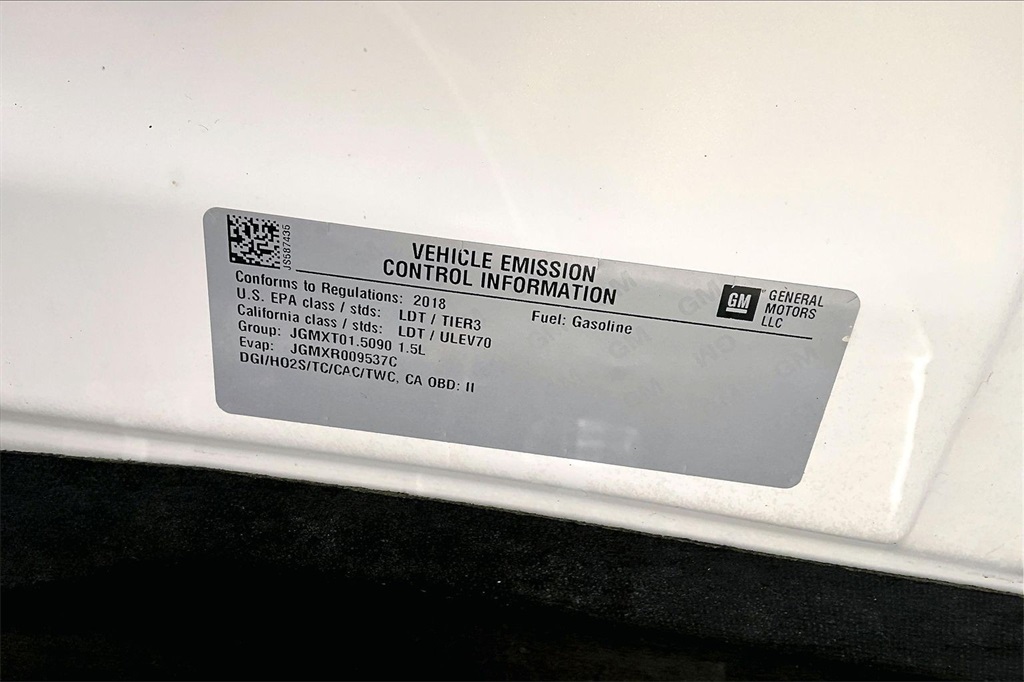 JS587435
VEHICLE EMISSION
CONTROL INFORMATION
GM
GENERAL
MOTORS
LLC
Conforms to Regulations: 2018
Fuel: Gasoline
U.S. EPA class / stds: LDT / TIER3
California class / stds: LDT / ULEV70
Group: JGMXT01.5090 1.5L
Evap: JGMXR009537C
DGI/HO2S/TC/CAC/TWC, CA OBD: II